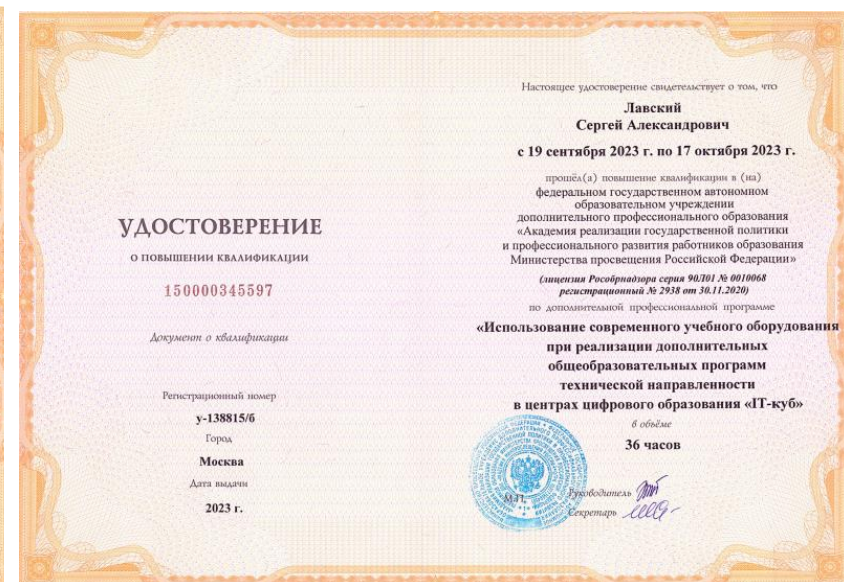 УДОСТОВЕРЕНИЕ
О ПОВЫШЕНИИ КВАЛИФИКАЦИИ
150000345597
Документ о квалификации
Регистрационный номер
у-138815/б
Город
Москва
Дата выдачи
2023 г.
Настоящее удостоверение свидетельствует о том, что
Лавский
Сергей Александрович
с 19 сентября 2023 г. по 17 октября 2023 г.
прошёл(а) повышение квалификации в (на)
федеральном государственном автономном
образовательном учреждении
дополнительного профессионального образования
«Академия реализации государственной политики
и профессионального развития работников образования
Министерства просвещения Российской Федерации»
(лицензия Рособрнадзора серия 90Л01 № 0010068
регистрационный № 2938 от 30.11.2020)
по дополнительной профессиональной программе
«Использование современного учебного оборудования
при реализации дополнительных
общеобразовательных программ
технической направленности
в центрах цифрового образования «IT-куб»
в объёме
36 часов
М.П.
Руководитель
Секретарь